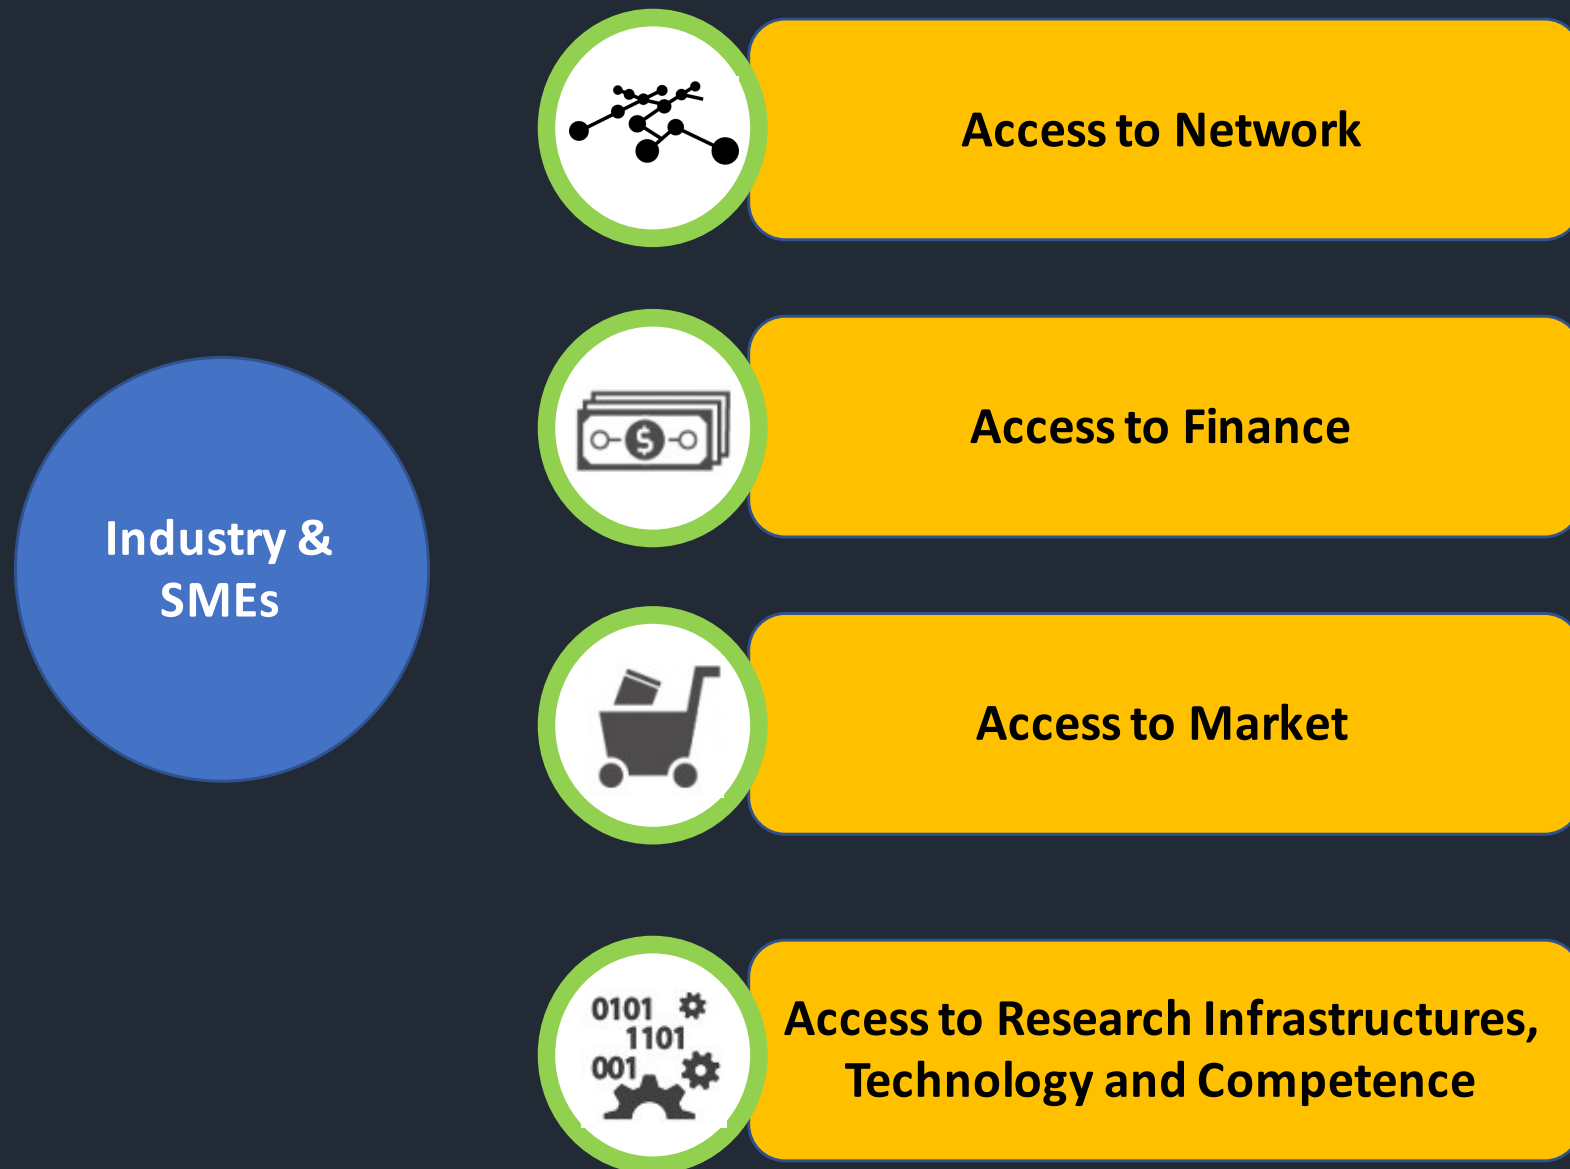 Industry &
SMEs
Access to Network
$
Access to Finance
Access to Market
0101
1101
001
Access to Research Infrastructures,
Technology and Competence